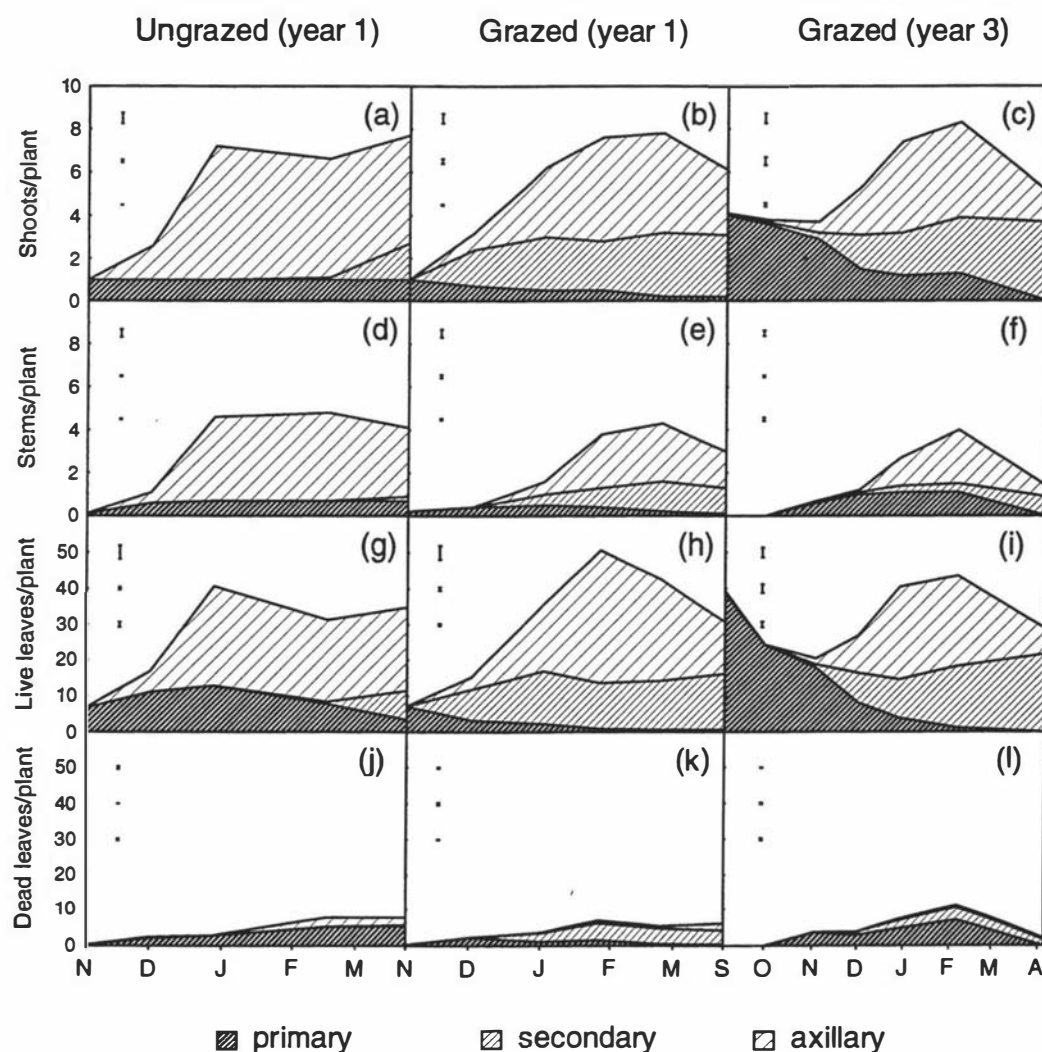 Ungrazed (year 1) Grazed (year 1) Grazed (year 3)
Shoots/plant
10
8
6
4
2
0
(a) (b) (c)
Stems/plant
8
6
4
2
0
(d) (e) (f)
Live leaves/plant
50
40
30
20
10
0
(g) (h) (i)
Dead leaves/plant
50
40
30
20
10
0
(j) (k) (l)
N D J F M N D J F M S O N D J F M A
primary secondary axillary